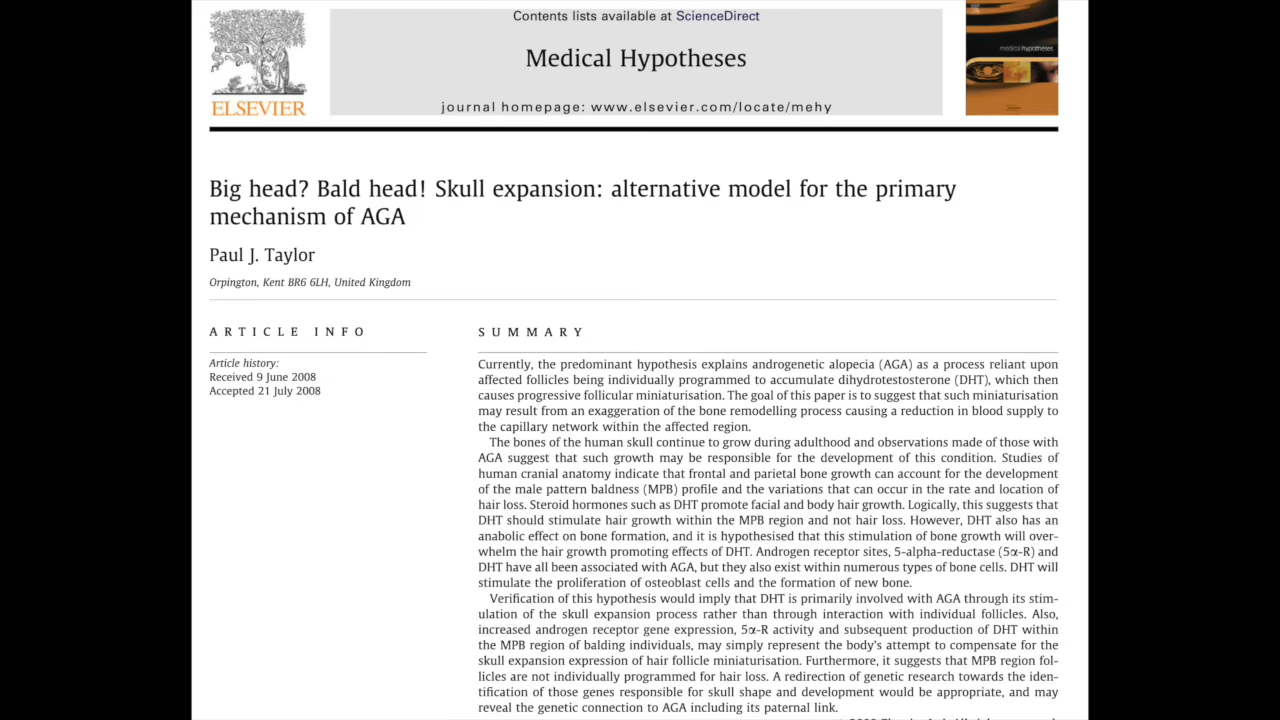 Contents lists available at ScienceDirect
Medical Hypotheses
journal homepage: www.elsevier.com/locate/mehy
medical hypotheses
ELSEVIER
Big head? Bald head! Skull expansion: alternative model for the primary
mechanism of AGA
Paul J. Taylor
Orpington, Kent BR6 6LH, United Kingdom
ARTICLE INFO
Article history:
Received 9 June 2008
Accepted 21 July 2008
SUMMARY
Currently, the predominant hypothesis explains androgenetic alopecia (AGA) as a process reliant upon
affected follicles being individually programmed to accumulate dihydrotestosterone (DHT), which then
causes progressive follicular miniaturisation. The goal of this paper is to suggest that such miniaturisation
may result from an exaggeration of the bone remodelling process causing a reduction in blood supply to
the capillary network within the affected region.
The bones of the human skull continue to grow during adulthood and observations made of those with
AGA suggest that such growth may be responsible for the development of this condition. Studies of
human cranial anatomy indicate that frontal and parietal bone growth can account for the development
of the male pattern baldness (MPB) profile and the variations that can occur in the rate and location of
hair loss. Steroid hormones such as DHT promote facial and body hair growth. Logically, this suggests that
DHT should stimulate hair growth within the MPB region and not hair loss. However, DHT also has an
anabolic effect on bone formation, and it is hypothesised that this stimulation of bone growth will over-
whelm the hair growth promoting effects of DHT. Androgen receptor sites, 5-alpha-reductase (5α-R) and
DHT have all been associated with AGA, but they also exist within numerous types of bone cells. DHT will
stimulate the proliferation of osteoblast cells and the formation of new bone.
Verification of this hypothesis would imply that DHT is primarily involved with AGA through its stim-
ulation of the skull expansion process rather than through interaction with individual follicles. Also,
increased androgen receptor gene expression, 5α-R activity and subsequent production of DHT within
the MPB region of balding individuals, may simply represent the body's attempt to compensate for the
skull expansion expression of hair follicle miniaturisation. Furthermore, it suggests that MPB region fol-
licles are not individually programmed for hair loss. A redirection of genetic research towards the iden-
tification of those genes responsible for skull shape and development would be appropriate, and may
reveal the genetic connection to AGA including its paternal link.